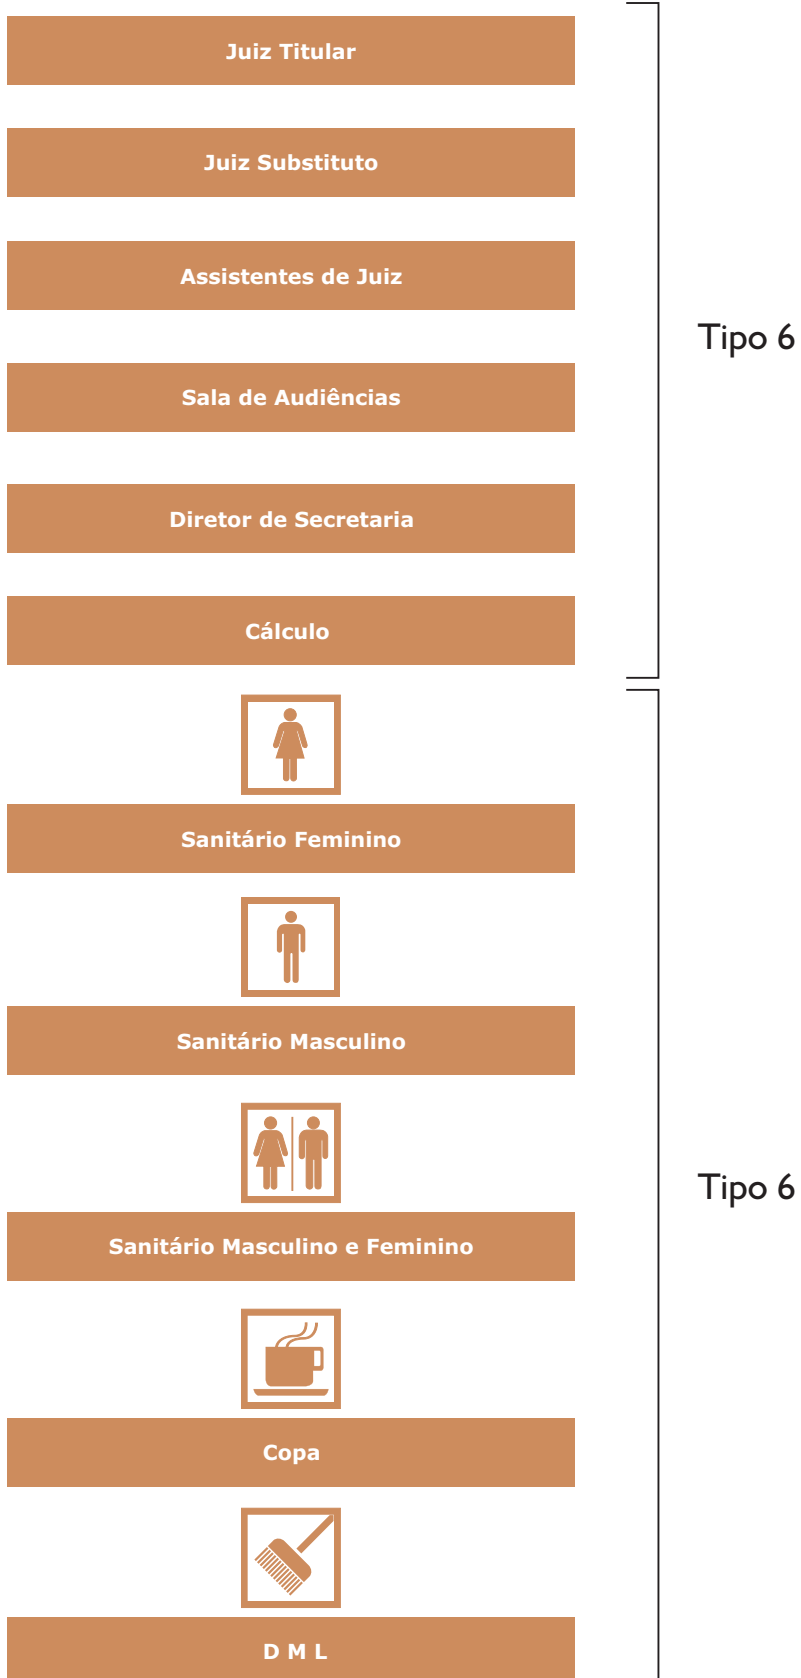 Juiz Titular
Juiz Substituto
Assistentes de Juiz
Sala de Audiências
Diretor de Secretaria
Cálculo
Tipo 6
Sanitário Feminino
Sanitário Masculino
Sanitário Masculino e Feminino
Copa
D M L
Tipo 6